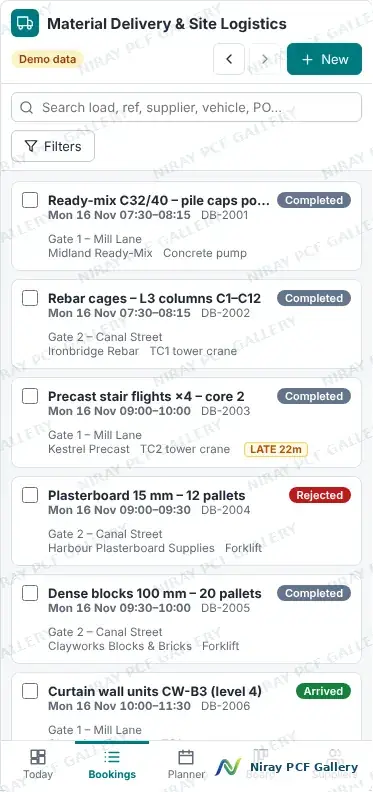 Material Delivery & Site Logistics
Demo data
New
Search load, ref, supplier, vehicle, PO...
Filters
Ready-mix C32/40 – pile caps po... Completed
Mon 16 Nov 07:30–08:15 DB-2001
Gate 1 – Mill Lane
Midland Ready-Mix Concrete pump
Rebar cages – L3 columns C1–C12 Completed
Mon 16 Nov 07:30–08:15 DB-2002
Gate 2 – Canal Street
Ironbridge Rebar TC1 tower crane
Precast stair flights ×4 – core 2 Completed
Mon 16 Nov 09:00–10:00 DB-2003
Gate 1 – Mill Lane
Kestrel Precast TC2 tower crane LATE 22m
Plasterboard 15 mm – 12 pallets Rejected
Mon 16 Nov 09:00–09:30 DB-2004
Gate 2 – Canal Street
Harbour Plasterboard Supplies Forklift
Dense blocks 100 mm – 20 pallets Completed
Mon 16 Nov 09:30–10:00 DB-2005
Gate 2 – Canal Street
Clayworks Blocks & Bricks Forklift
Curtain wall units CW-B3 (level 4) Arrived
Mon 16 Nov 10:00–11:30 DB-2006
Gate 1 – Mill Lane
Today Bookings Planner Board Suppliers
Niray PCF Gallery
NIRAY PCF GALLERY